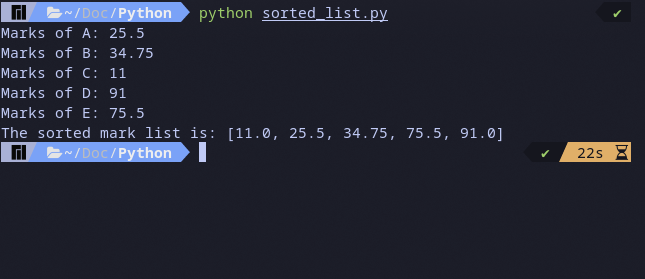 ~/Doc/Python python sorted_list.py ✔
Marks of A: 25.5
Marks of B: 34.75
Marks of C: 11
Marks of D: 91
Marks of E: 75.5
The sorted mark list is: [11.0, 25.5, 34.75, 75.5, 91.0]
~/Doc/Python ✔ 22s